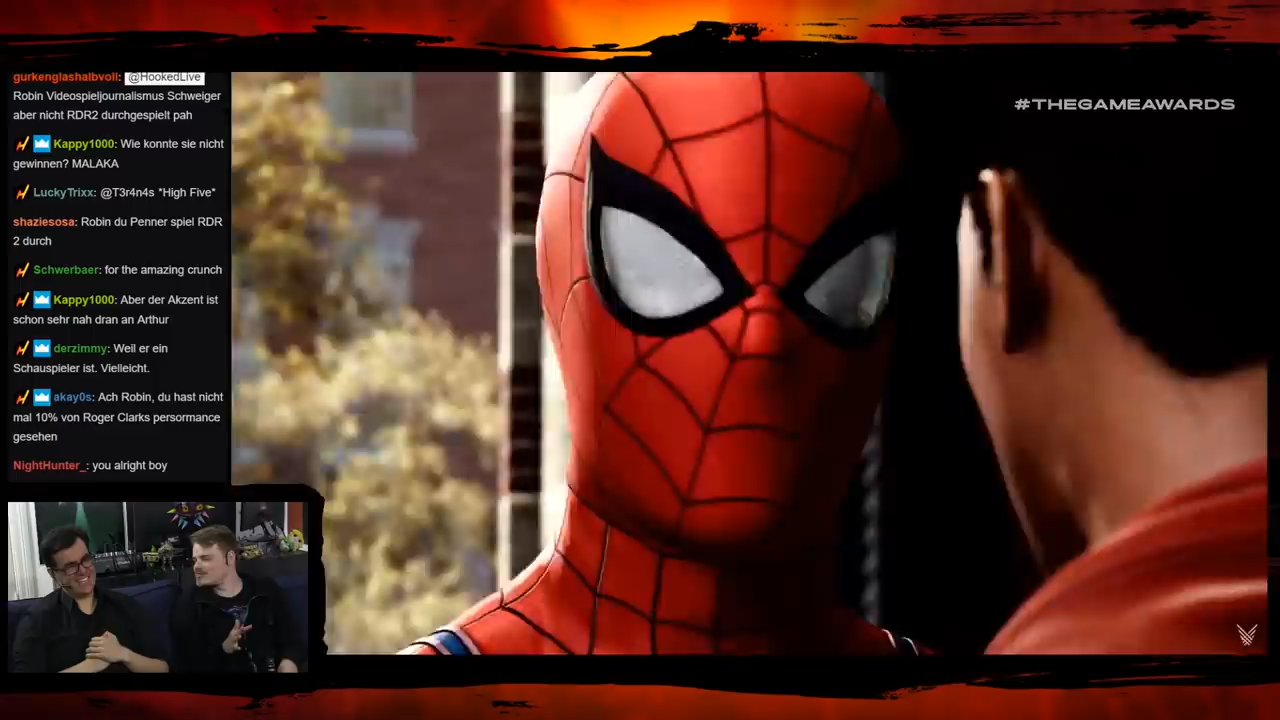 gurkenglashalbvoll: @HookedLive
Robin Videospieljournalismus Schweiger
aber nicht RDR2 durchgespielt pah
Kappy1000: Wie konnte sie nicht
gewinnen? MALAKA
LuckyTrixx: @T3r4n4s *High Five*
shaziesosa: Robin du Penner spiel RDR
2 durch
Schwerbaer: for the amazing crunch
Kappy1000: Aber der Akzent ist
schon sehr nah dran an Arthur
derzimmy: Weil er ein
Schauspieler ist. Vielleicht.
akay0s: Ach Robin, du hast nicht
mal 10% von Roger Clarks persormance
gesehen
NightHunter_: you alright boy
#THEGAMEAWARDS